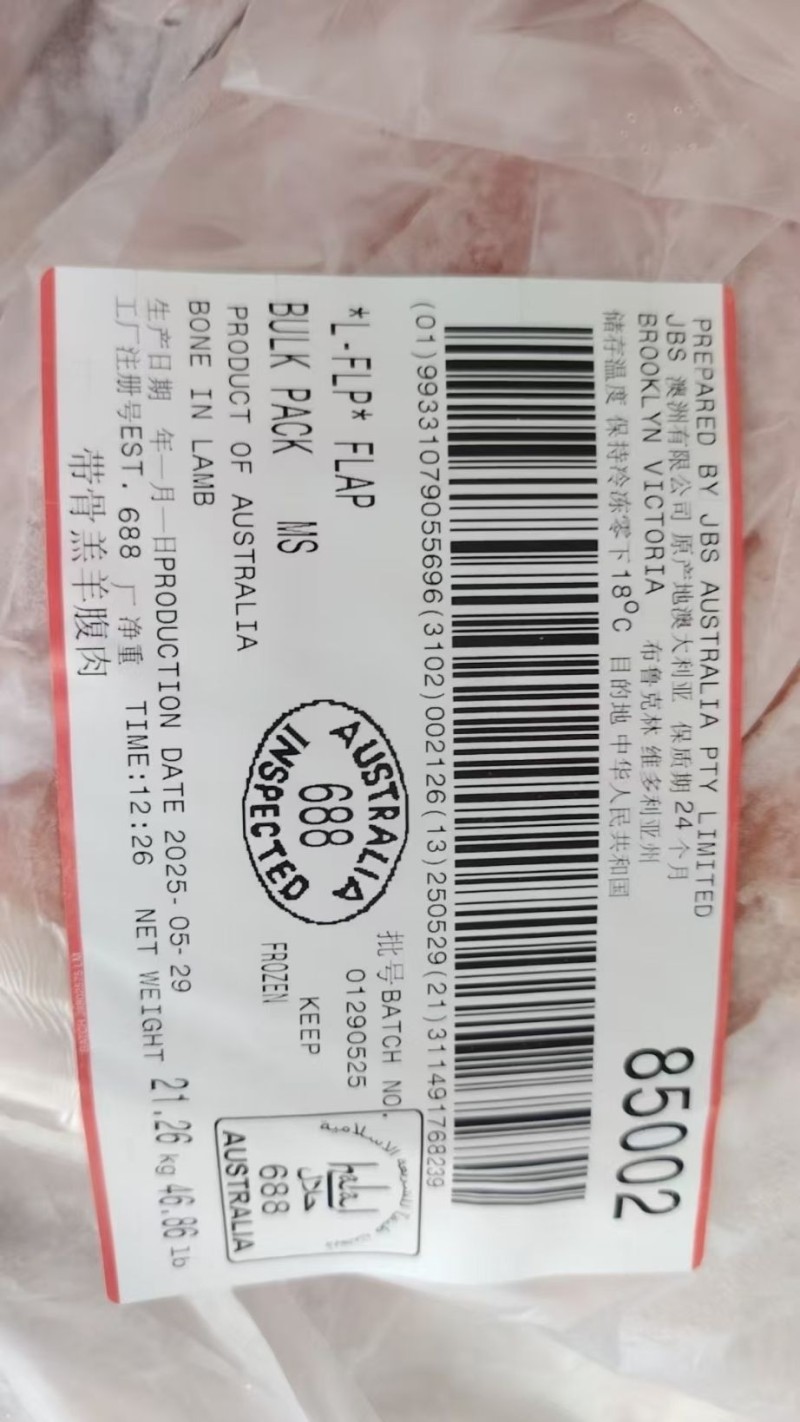 PREPARED BY JBS AUSTRALIA PTY LIMITED
JBS 澳洲有限公司 原产地澳大利亚 保质期 24 个月
BROOKLYN VICTORIA 布鲁克林 维多利亚州
储存温度 保持冷冻零下18°C 目的地 中华人民共和国
85002
(01)99331079055696(3102)002126(13)250529(21)311491768239
*L-FLP* FLAP
BULK PACK MS
PRODUCT OF AUSTRALIA
BONE IN LAMB
AUSTRALIA
688
INSPECTED
批号BATCH NO.
01290525
KEEP
FROZEN
halal
حلال
688
AUSTRALIA
生产日期 年一月一日PRODUCTION DATE 2025-05-29
工厂注册号EST. 688 厂 净重 TIME:12:26 NET WEIGHT 21.26 kg 46.86 lb
带骨羔羊腹肉